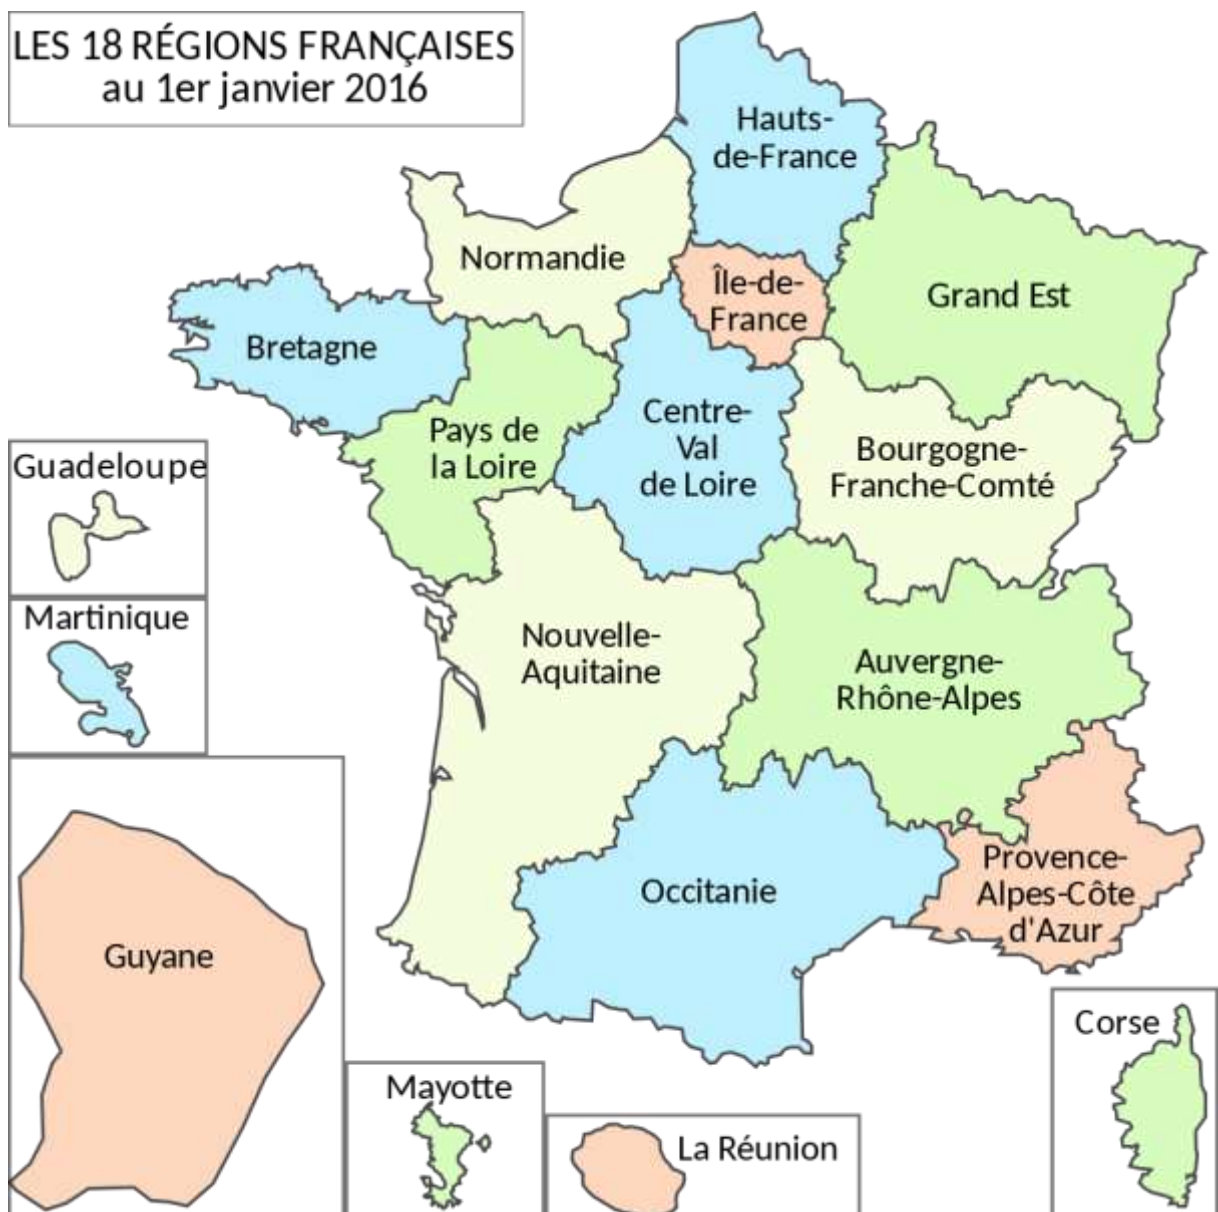 LES 18 RÉGIONS FRANÇAISES
au 1er janvier 2016
Hauts-
de-France
Normandie
Île-de-
France
Grand Est
Bretagne
Pays de
la Loire
Centre-
Val
de Loire
Bourgogne-
Franche-Comté
Guadeloupe
Martinique
Nouvelle-
Aquitaine
Auvergne-
Rhône-Alpes
Occitanie
Provence-
Alpes-Côte
d'Azur
Guyane
Mayotte
La Réunion
Corse